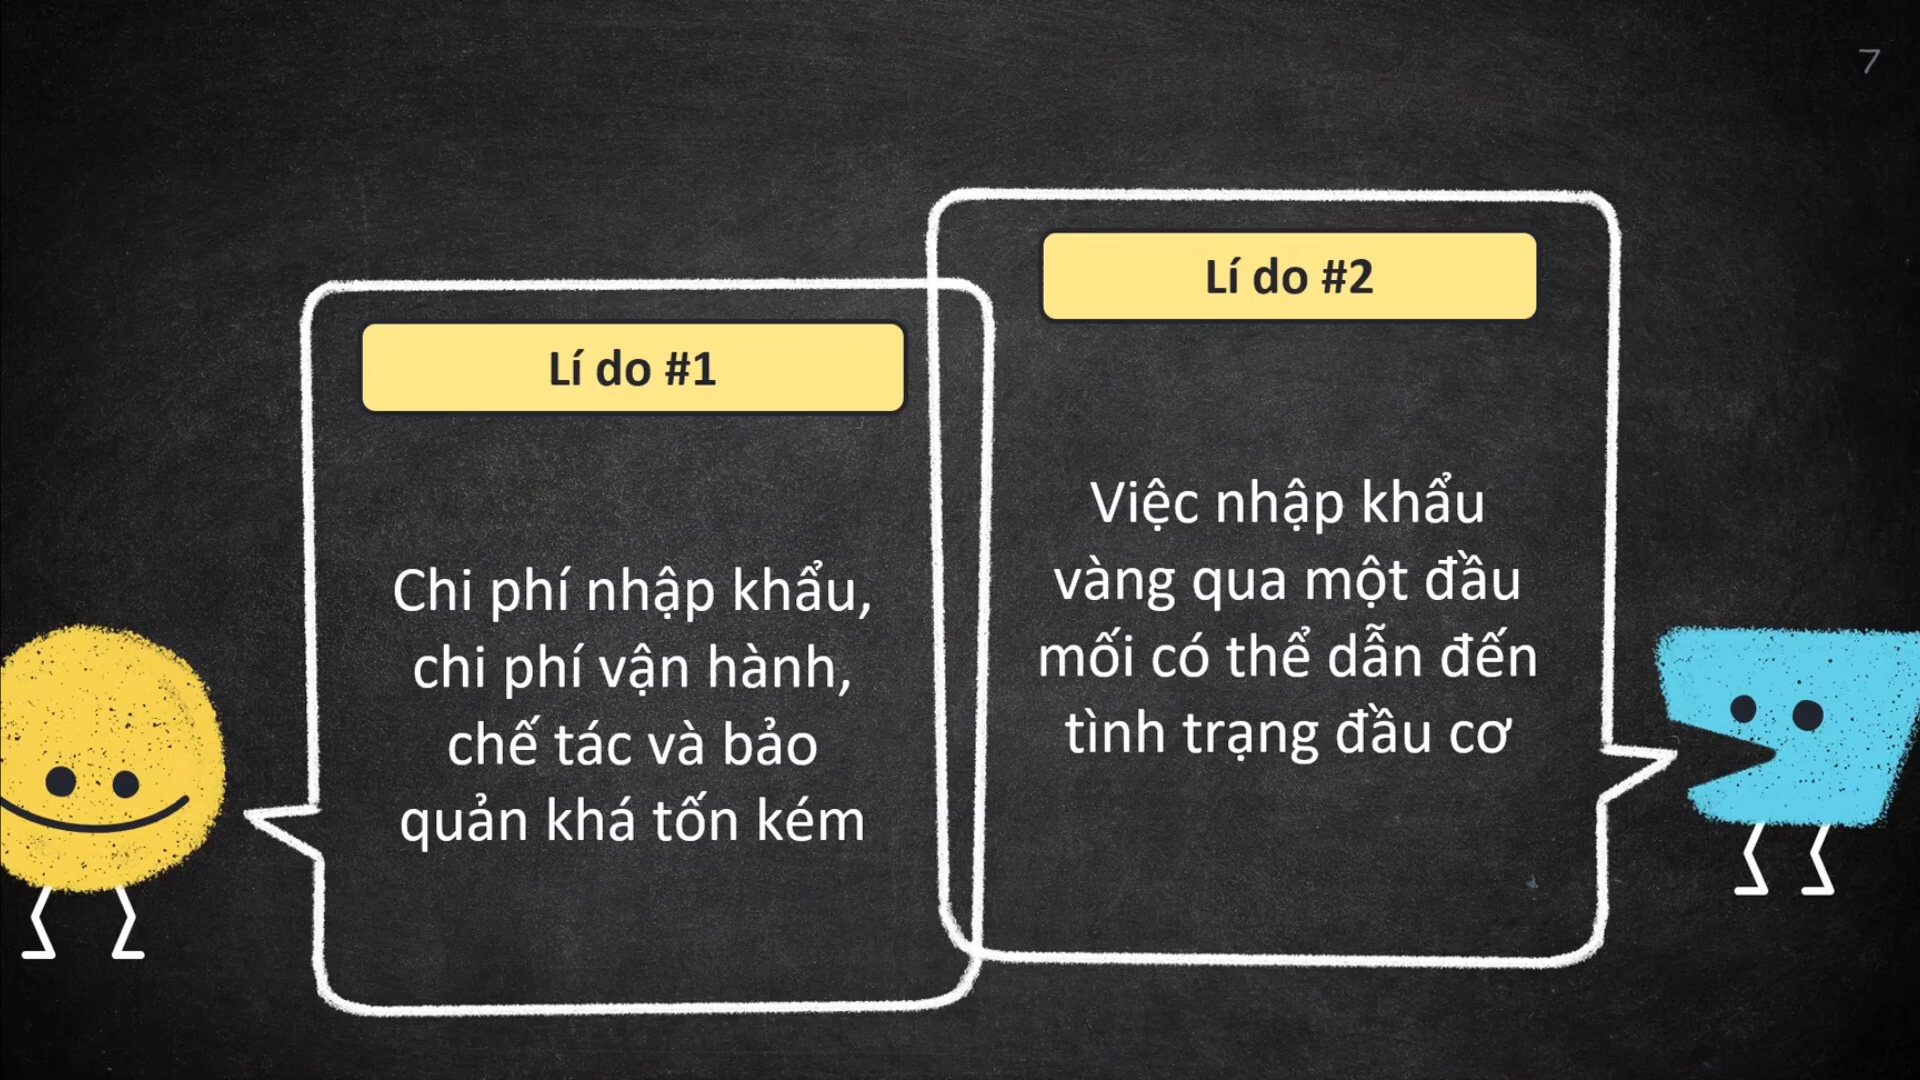 7
Lí do #1
Chi phí nhập khẩu,
chi phí vận hành,
chế tác và bảo
quản khá tốn kém
Lí do #2
Việc nhập khẩu
vàng qua một đầu
mối có thể dẫn đến
tình trạng đầu cơ